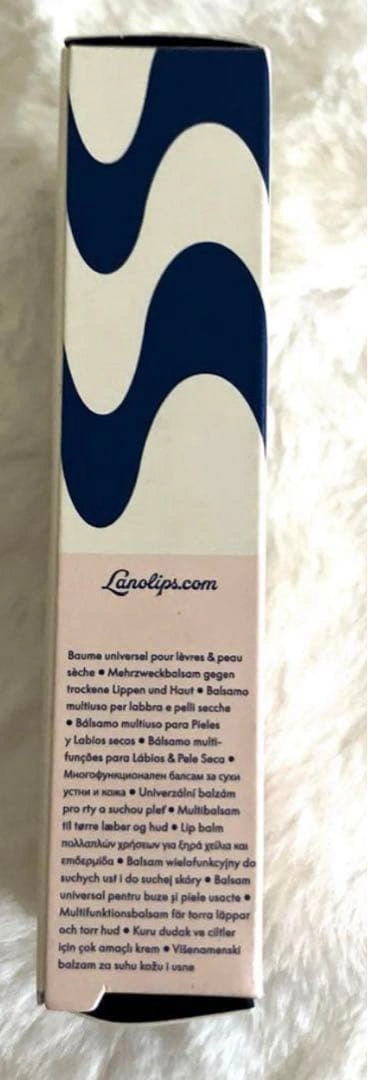 Lanolips.com
Baume universel pour lèvres & peau
sèche • Mehrzweckbalsam gegen
trockene Lippen und Haut • Balsamo
multiuso per labbra e pelli secche
• Bálsamo multiuso para Pieles
y Labios secos • Bálsamo multi-
funções para Lábios & Pele Seca •
Многофункционален балсам за сухи
устни и кожа • Univerzální balzám
pro rty a suchou pleť • Multibalsam
til tørre læber og hud • Lip balm
πολλαπλών χρήσεων για ξηρά χείλια και
επιδερμίδα • Balsam wielofunkcyjny do
suchych ust i do suchej skóry • Balsam
universal pentru buze și piele uscate •
Multifunktionsbalsam för torra läppar
och torr hud • Kuru dudak ve ciltler
için çok amaçlı krem • Višenamenski
balzam za suhu kožu i usne